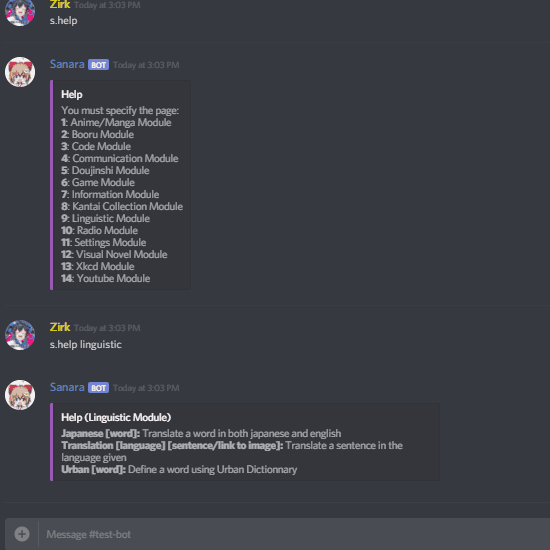 Zirk Today at 3:03 PM
s.help
Sanara BOT Today at 3:03 PM
Help
You must specify the page:
1: Anime/Manga Module
2: Booru Module
3: Code Module
4: Communication Module
5: Doujinshi Module
6: Game Module
7: Information Module
8: Kantai Collection Module
9: Linguistic Module
10: Radio Module
11: Settings Module
12: Visual Novel Module
13: Xkcd Module
14: Youtube Module
Zirk Today at 3:03 PM
s.help linguistic
Sanara BOT Today at 3:03 PM
Help (Linguistic Module)
Japanese [word]: Translate a word in both japanese and english
Translation [language] [sentence/link to image]: Translate a sentence in the
language given
Urban [word]: Define a word using Urban Dictionnary
Message #test-bot